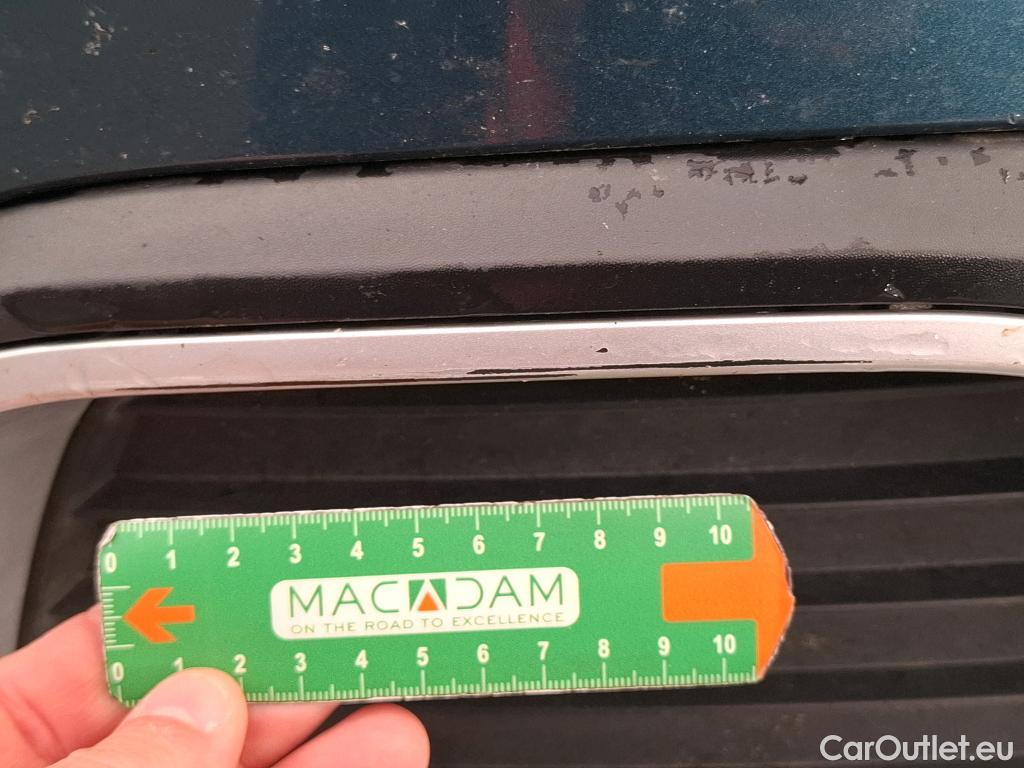 0 1 2 3 4 5 6 7 8 9 10
MACADAM
ON THE ROAD TO EXCELLENCE
0 1 2 3 4 5 6 7 8 9 10
CarOutlet.eu